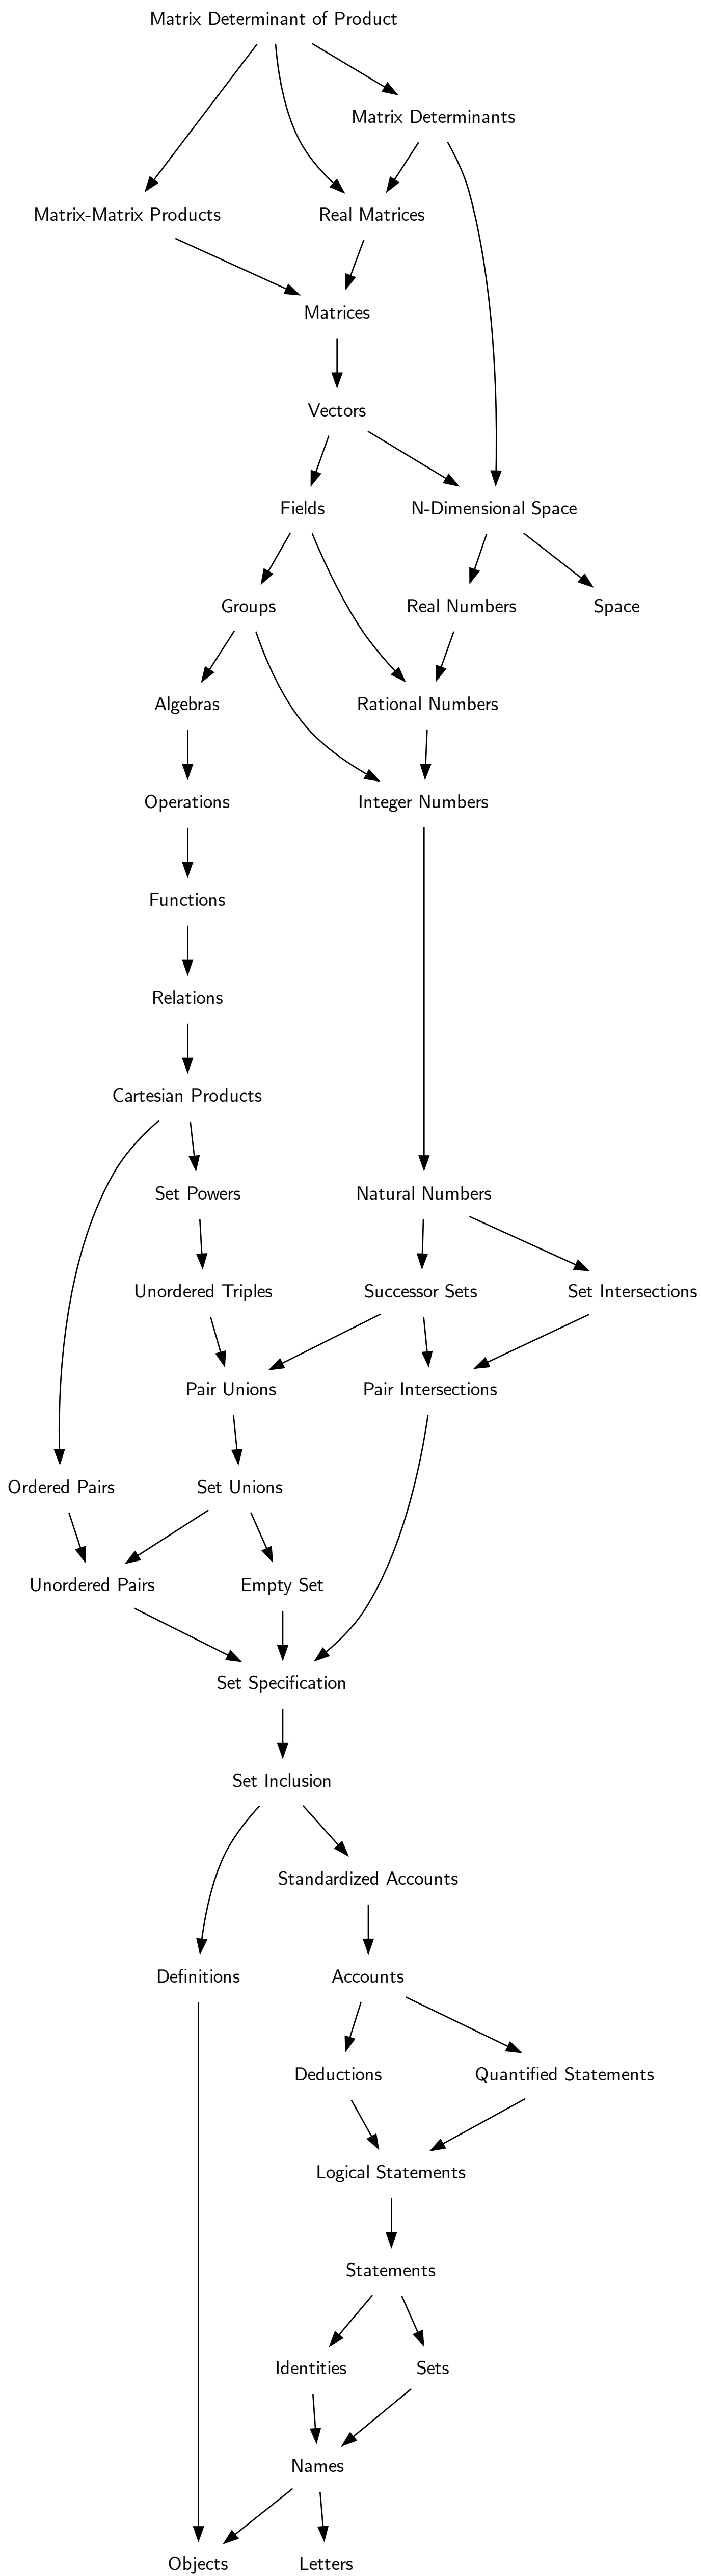 Matrix Determinant of Product
Matrix Determinants
Matrix-Matrix Products
Real Matrices
Matrices
Vectors
Fields
N-Dimensional Space
Groups
Real Numbers
Space
Algebras
Rational Numbers
Operations
Integer Numbers
Functions
Relations
Cartesian Products
Set Powers
Natural Numbers
Unordered Triples
Successor Sets
Set Intersections
Pair Unions
Pair Intersections
Ordered Pairs
Set Unions
Unordered Pairs
Empty Set
Set Specification
Set Inclusion
Standardized Accounts
Definitions
Accounts
Deductions
Quantified Statements
Logical Statements
Statements
Identities
Sets
Names
Objects
Letters